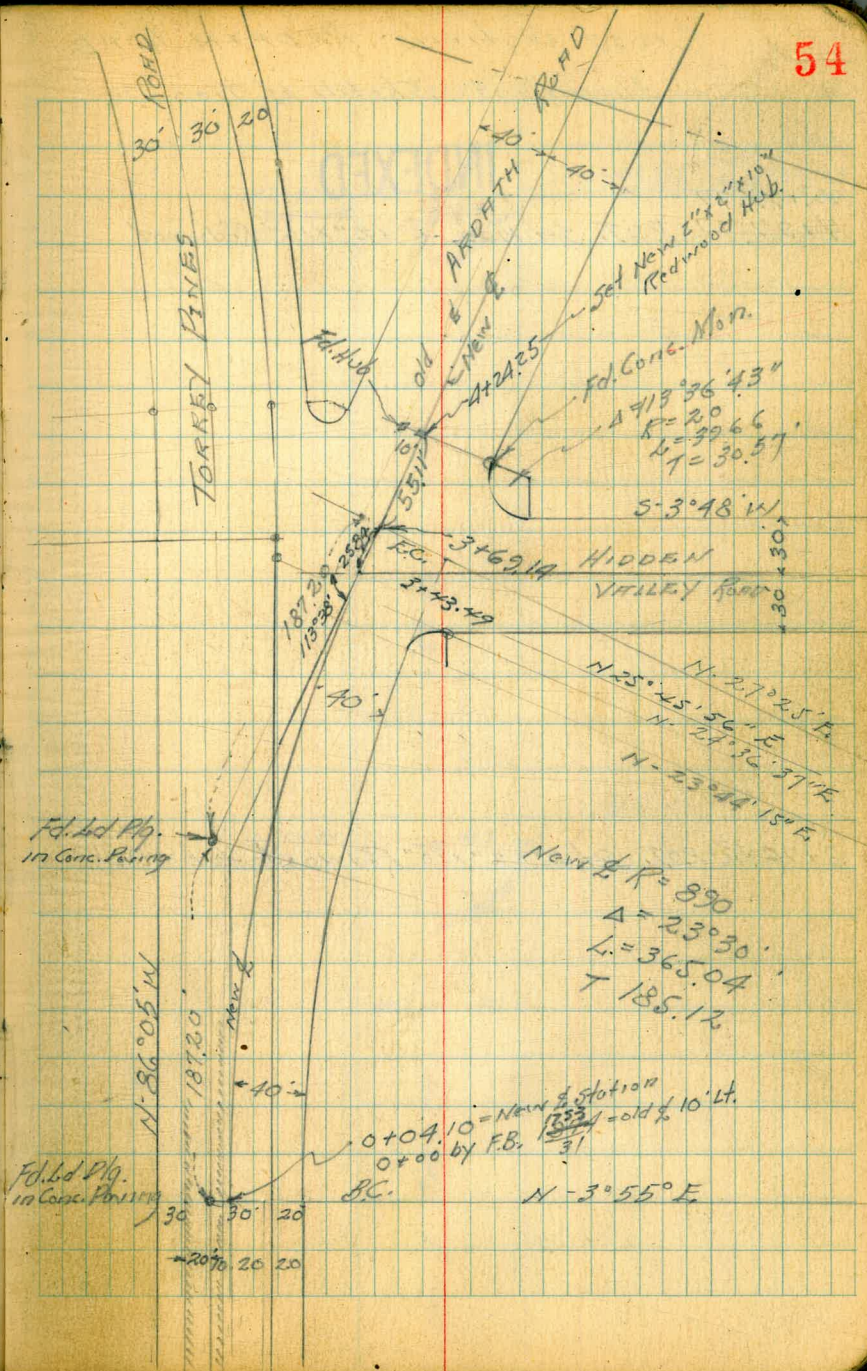 54
ROAD
30' 30' 20
TORREY PINES
ROAD
40'
40'
ARDATH
Old ⅊
New ⅊
Set New 2"x2"x10"
Redwood Hub.
Fd. Hub
4+24.25
10'
55.11
Fd. Conc. Mon.
R=20
L=39.66
T=30.57'
S-3°48'W
E.C.
3+69.14
HIDDEN
VALLEY ROAD
30 30
3+43.49
187.20
113°38'
40'
N-27°25'E.
N-25°45'56"E
N-24°36'37"E
N-23°44'15"E.
Fd. Ld Plg.
in Conc. Paving
New ⅊ R=890
Δ=23°30'
L.=365.04
T 185.12
N-86°05'W
187.20'
New ⅊
40'
0+04.10 = New ⅊ Station
0+00 by F.B. = old ⅊ 10' Lt.
31
Fd. Ld Plg.
in Conc. Paving
B.C.
N-3°55'E.
30 30' 20'
20' 20 20